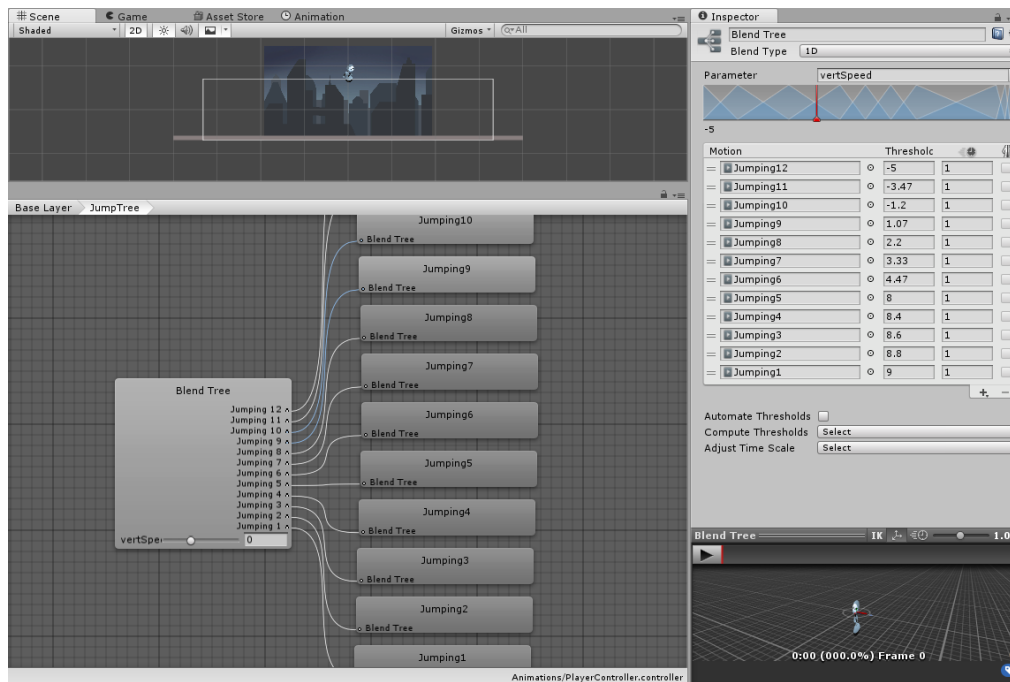 Scene Game Asset Store Animation
Shaded 2D Gizmos All
Base Layer JumpTree
Jumping10
Blend Tree
Jumping9
Blend Tree
Jumping8
Blend Tree
Jumping7
Blend Tree
Jumping6
Blend Tree
Jumping5
Blend Tree
Jumping4
Blend Tree
Jumping3
Blend Tree
Jumping2
Blend Tree
Jumping1
Blend Tree
Jumping 12
Jumping 11
Jumping 10
Jumping 9
Jumping 8
Jumping 7
Jumping 6
Jumping 5
Jumping 4
Jumping 3
Jumping 2
Jumping 1
vertSpe 0
Animations/PlayerController.controller
Inspector
Blend Tree
Blend Type 1D
Parameter vertSpeed
-5
Motion Threshold
Jumping12 -5 1
Jumping11 -3.47 1
Jumping10 -1.2 1
Jumping9 1.07 1
Jumping8 2.2 1
Jumping7 3.33 1
Jumping6 4.47 1
Jumping5 8 1
Jumping4 8.4 1
Jumping3 8.6 1
Jumping2 8.8 1
Jumping1 9 1
Automate Thresholds
Compute Thresholds Select
Adjust Time Scale Select
Blend Tree IK 1.0
0:00 (000.0%) Frame 0